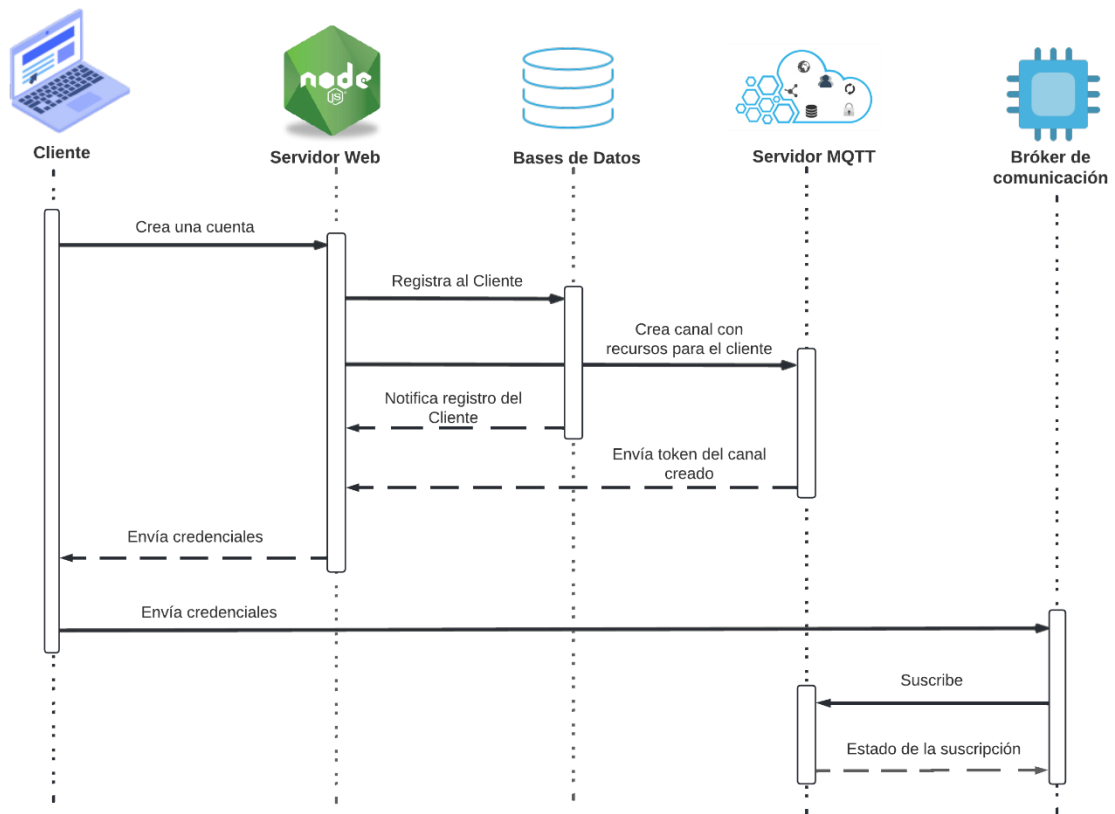 node
JS
Cliente
Servidor Web
Bases de Datos
Servidor MQTT
Bróker de
comunicación
Crea una cuenta
Registra al Cliente
Crea canal con
recursos para el cliente
Notifica registro del
Cliente
Envía token del canal
creado
Envía credenciales
Envía credenciales
Suscribe
Estado de la suscripción